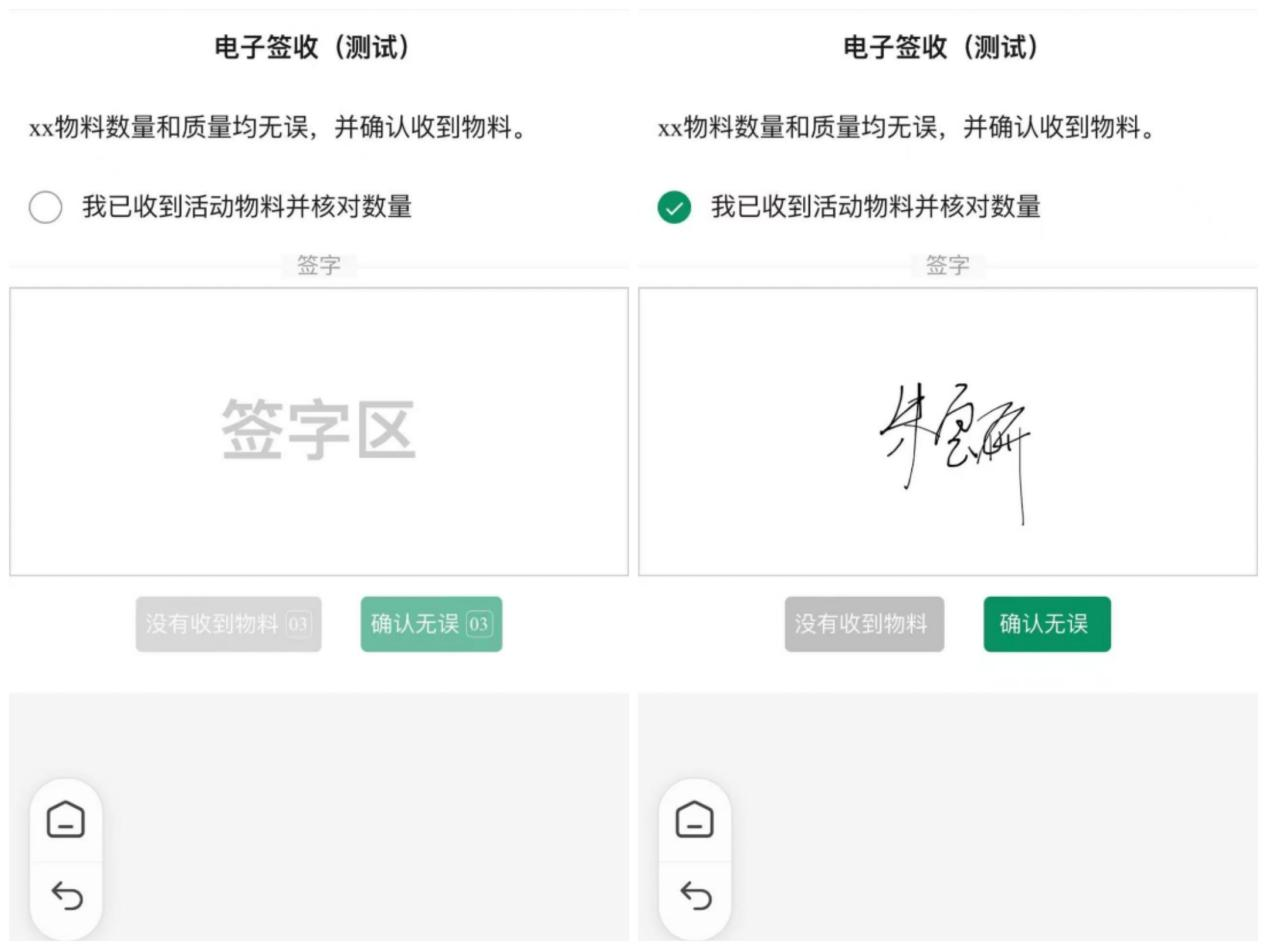 电子签收（测试）
xx物料数量和质量均无误，并确认收到物料。
我已收到活动物料并核对数量
签字
签字区
没有收到物料 03
确认无误 03
电子签收（测试）
xx物料数量和质量均无误，并确认收到物料。
我已收到活动物料并核对数量
签字
没有收到物料
确认无误